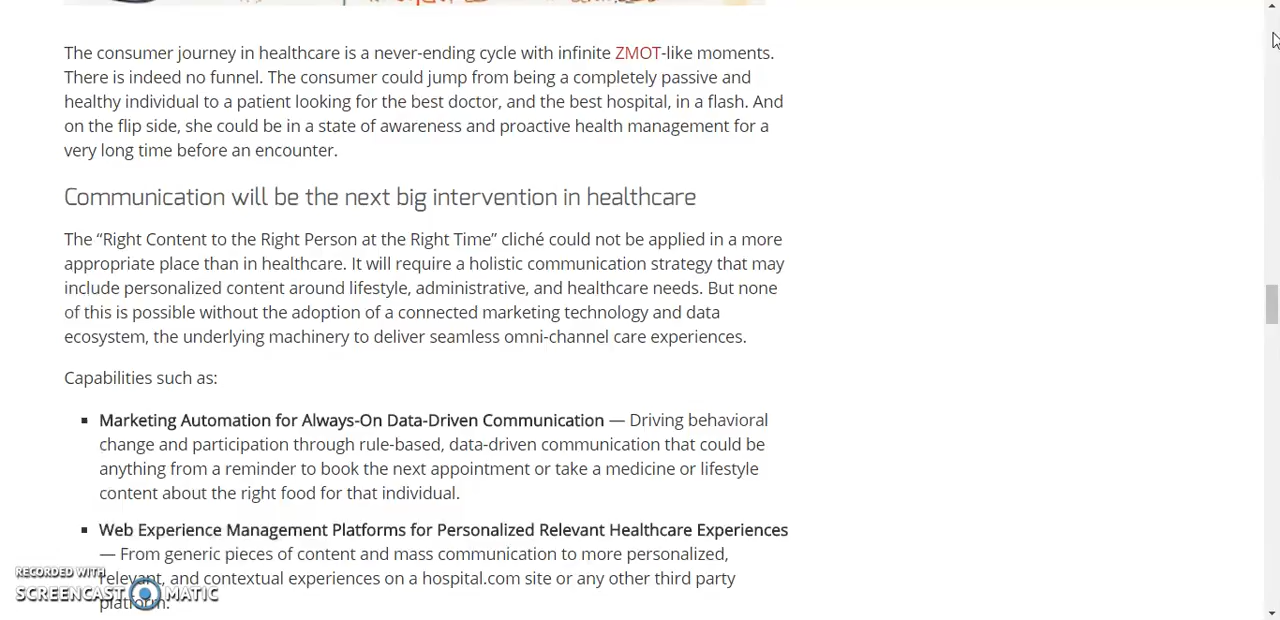 The consumer journey in healthcare is a never-ending cycle with infinite ZMOT-like moments.
There is indeed no funnel. The consumer could jump from being a completely passive and
healthy individual to a patient looking for the best doctor, and the best hospital, in a flash. And
on the flip side, she could be in a state of awareness and proactive health management for a
very long time before an encounter.
Communication will be the next big intervention in healthcare
The “Right Content to the Right Person at the Right Time” cliché could not be applied in a more
appropriate place than in healthcare. It will require a holistic communication strategy that may
include personalized content around lifestyle, administrative, and healthcare needs. But none
of this is possible without the adoption of a connected marketing technology and data
ecosystem, the underlying machinery to deliver seamless omni-channel care experiences.
Capabilities such as:
▪ Marketing Automation for Always-On Data-Driven Communication — Driving behavioral
change and participation through rule-based, data-driven communication that could be
anything from a reminder to book the next appointment or take a medicine or lifestyle
content about the right food for that individual.
▪ Web Experience Management Platforms for Personalized Relevant Healthcare Experiences
— From generic pieces of content and mass communication to more personalized,
relevant, and contextual experiences on a hospital.com site or any other third party
platform.
RECORDED WITH
SCREENCAST MATIC